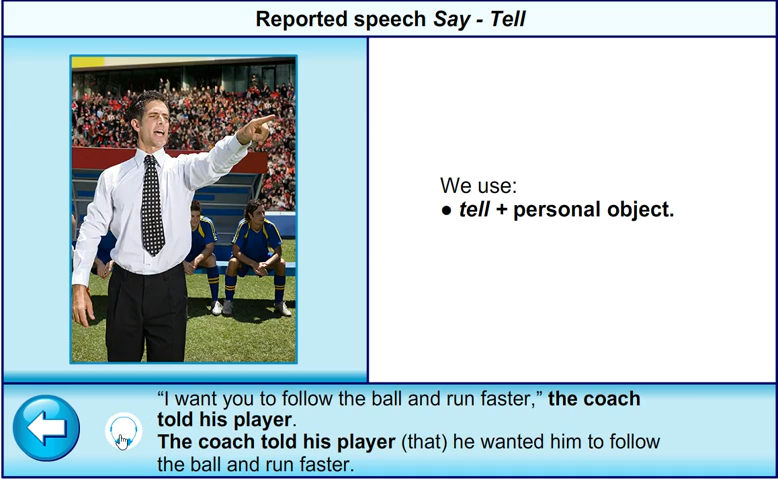 Reported speech Say - Tell
We use:
● tell + personal object.
“I want you to follow the ball and run faster,” the coach
told his player.
The coach told his player (that) he wanted him to follow
the ball and run faster.